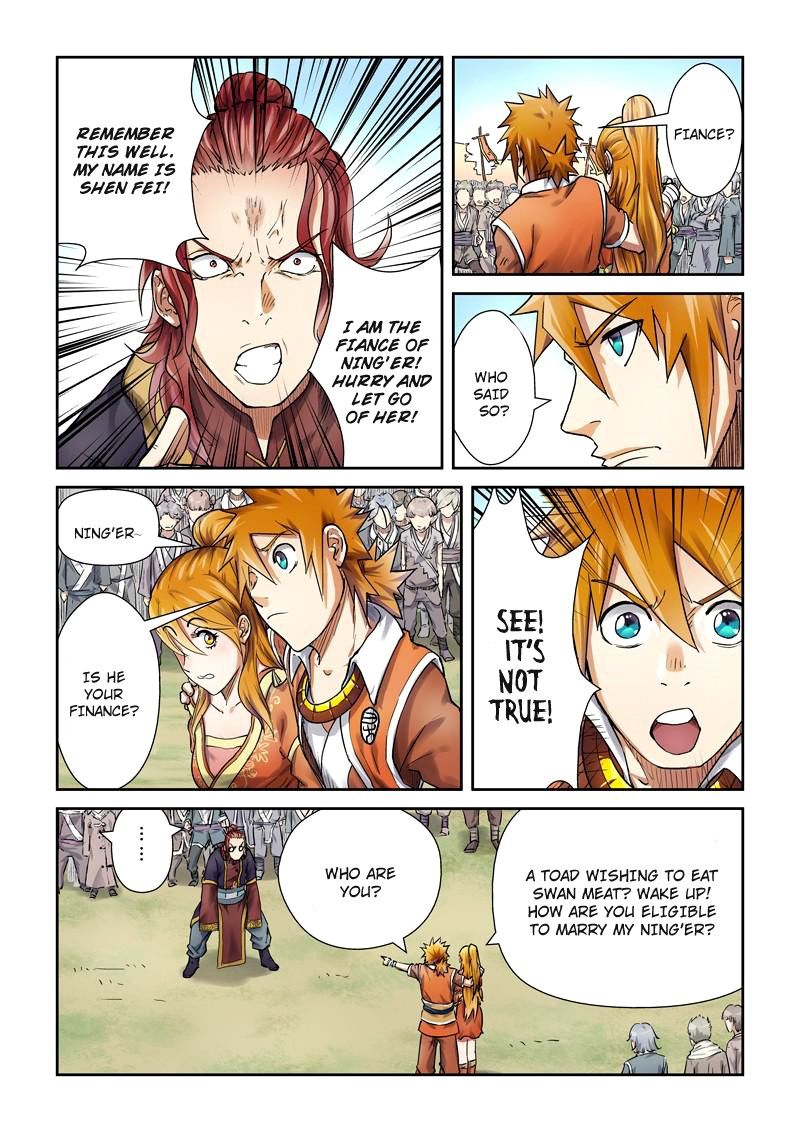 REMEMBER
THIS WELL.
MY NAME IS
SHEN FEI!
I AM THE
FIANCE OF
NING'ER!
HURRY AND
LET GO
OF HER!
FIANCE?
WHO
SAID
SO?
NING'ER~
IS HE
YOUR
FINANCE?
SEE!
IT'S
NOT
TRUE!
...
WHO ARE
YOU?
A TOAD WISHING TO EAT
SWAN MEAT? WAKE UP!
HOW ARE YOU ELIGIBLE
TO MARRY MY NING'ER?